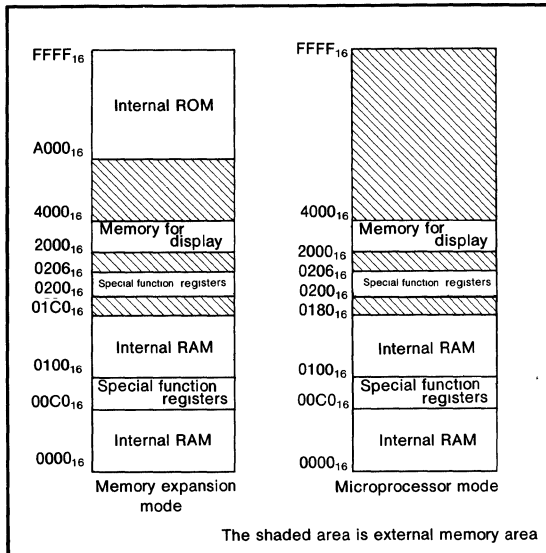 FFFF₁₆
Internal ROM
A000₁₆
4000₁₆
Memory for
display
2000₁₆
0206₁₆
Special function registers
0200₁₆
01C0₁₆
Internal RAM
0100₁₆
Special function
registers
00C0₁₆
Internal RAM
0000₁₆
Memory expansion
mode
FFFF₁₆
4000₁₆
Memory for
display
2000₁₆
0206₁₆
Special function registers
0200₁₆
0180₁₆
Internal RAM
0100₁₆
Special function
registers
00C0₁₆
Internal RAM
0000₁₆
Microprocessor mode
The shaded area is external memory area